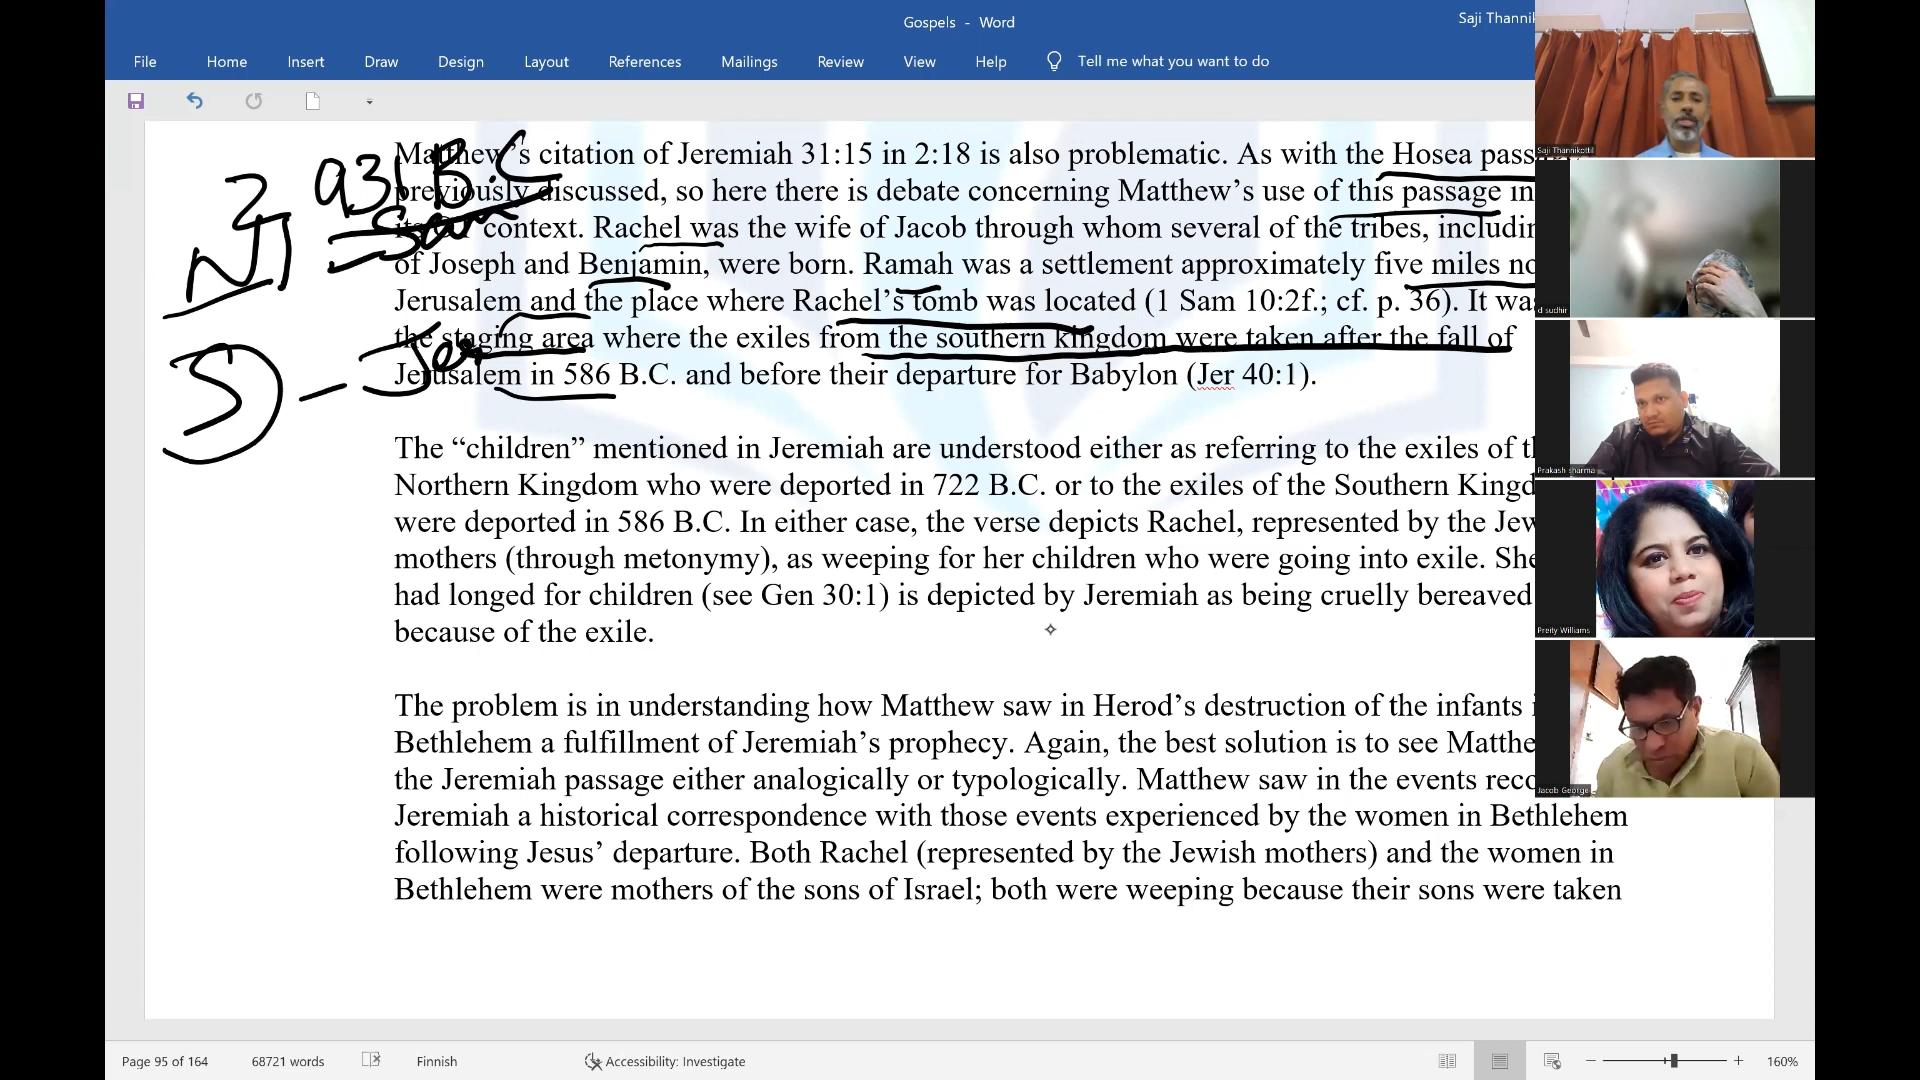 Gospels - Word
Saji Thannik
File Home Insert Draw Design Layout References Mailings Review View Help Tell me what you want to do
Matthew’s citation of Jeremiah 31:15 in 2:18 is also problematic. As with the Hosea passage
previously discussed, so here there is debate concerning Matthew’s use of this passage in
context. Rachel was the wife of Jacob through whom several of the tribes, includin
of Joseph and Benjamin, were born. Ramah was a settlement approximately five miles no
Jerusalem and the place where Rachel’s tomb was located (1 Sam 10:2f.; cf. p. 36). It was
the staging area where the exiles from the southern kingdom were taken after the fall of
Jerusalem in 586 B.C. and before their departure for Babylon (Jer 40:1).
The “children” mentioned in Jeremiah are understood either as referring to the exiles of th
Northern Kingdom who were deported in 722 B.C. or to the exiles of the Southern Kingd
were deported in 586 B.C. In either case, the verse depicts Rachel, represented by the Jew
mothers (through metonymy), as weeping for her children who were going into exile. She
had longed for children (see Gen 30:1) is depicted by Jeremiah as being cruelly bereaved
because of the exile.
The problem is in understanding how Matthew saw in Herod’s destruction of the infants i
Bethlehem a fulfillment of Jeremiah’s prophecy. Again, the best solution is to see Matthe
the Jeremiah passage either analogically or typologically. Matthew saw in the events reco
Jeremiah a historical correspondence with those events experienced by the women in Bethlehem
following Jesus’ departure. Both Rachel (represented by the Jewish mothers) and the women in
Bethlehem were mothers of the sons of Israel; both were weeping because their sons were taken
931 B.C
Sam
N
S - Jer
Saji Thannikottil
d sudhir
Prakash sharma
Preity Williams
Jacob George
Page 95 of 164 68721 words Finnish Accessibility: Investigate 160%